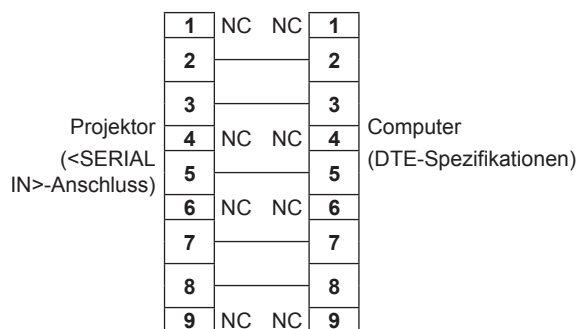 1 NC NC 1
2 2
3 3
Projektor
(<SERIAL
IN>-Anschluss)
4 NC NC 4
Computer
(DTE-Spezifikationen)
5 5
6 NC NC 6
7 7
8 8
9 NC NC 9